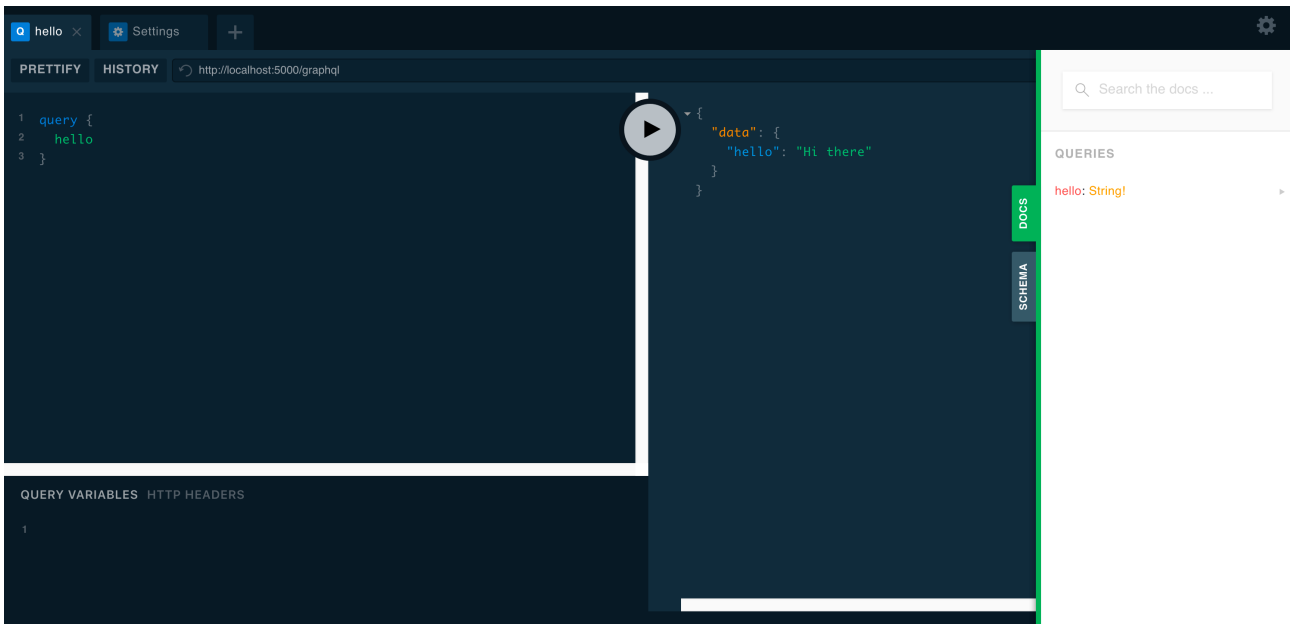 Q hello
Settings
PRETTIFY HISTORY http://localhost:5000/graphql
1 query {
2 hello
3 }
{
"data": {
"hello": "Hi there"
}
}
QUERY VARIABLES HTTP HEADERS
1
DOCS
SCHEMA
Search the docs ...
QUERIES
hello: String!